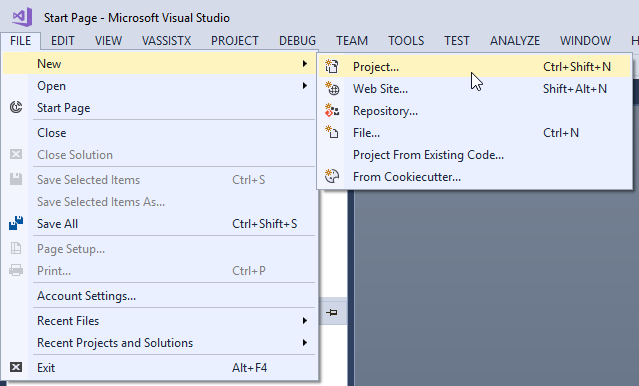 Start Page - Microsoft Visual Studio
FILE EDIT VIEW VASSISTX PROJECT DEBUG TEAM TOOLS TEST ANALYZE WINDOW
New
Open
Start Page
Close
Close Solution
Save Selected Items Ctrl+S
Save Selected Items As...
Save All Ctrl+Shift+S
Page Setup...
Print... Ctrl+P
Account Settings...
Recent Files
Recent Projects and Solutions
Exit Alt+F4
Project... Ctrl+Shift+N
Web Site... Shift+Alt+N
Repository...
File... Ctrl+N
Project From Existing Code...
From Cookiecutter...